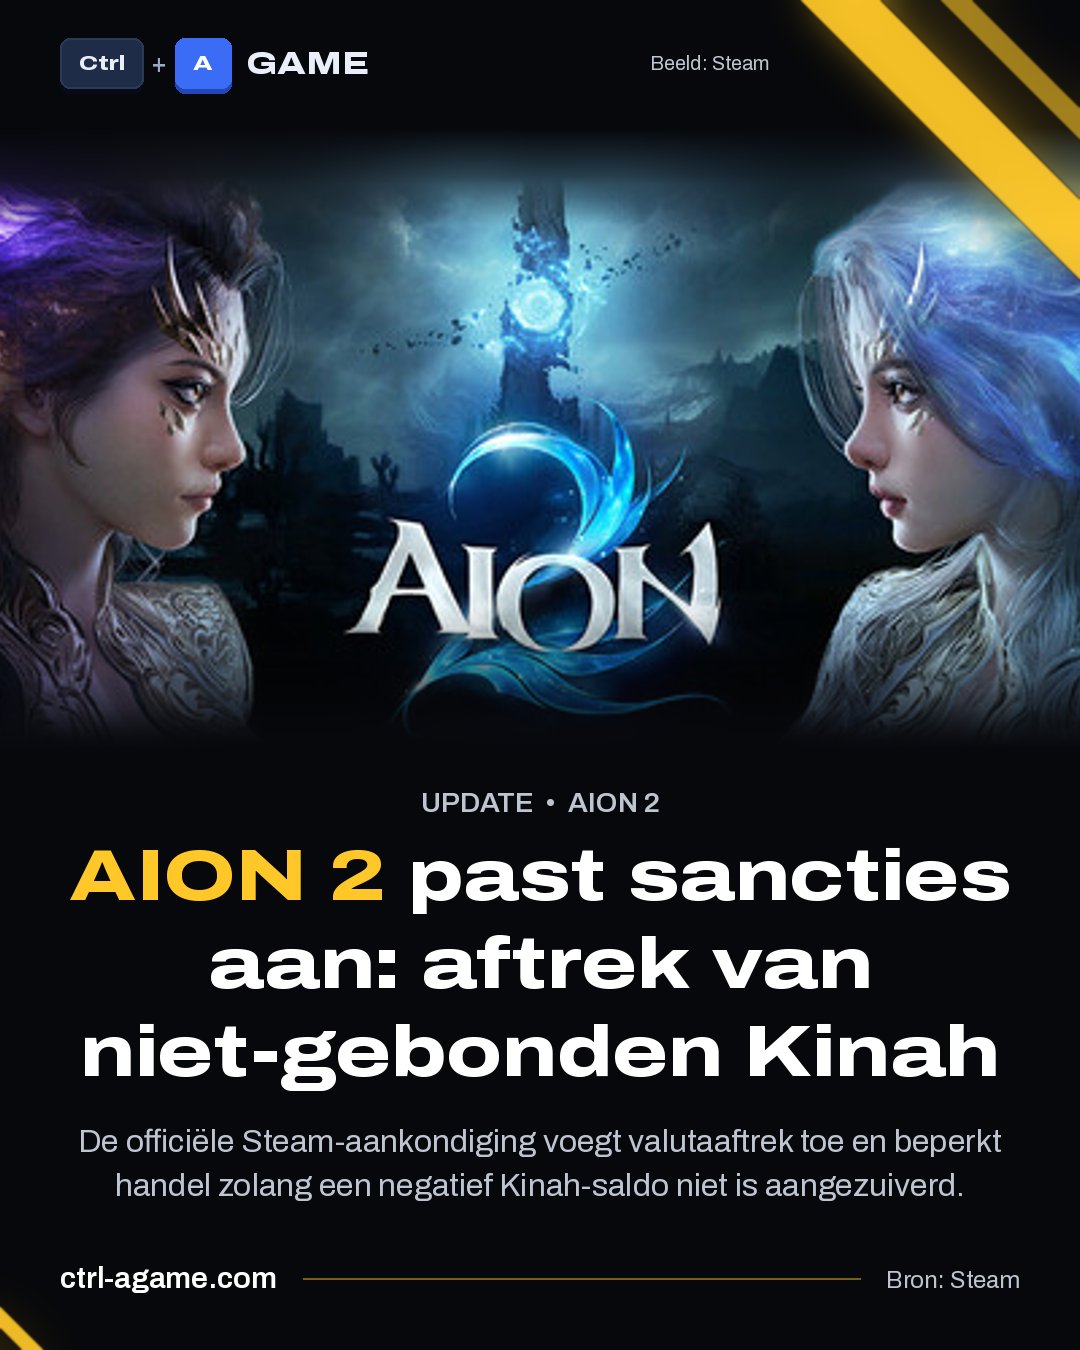 Ctrl + A GAME
Beeld: Steam
AION 2
UPDATE • AION 2
AION 2 past sancties
aan: aftrek van
niet-gebonden Kinah
De officiële Steam-aankondiging voegt valutaaftrek toe en beperkt
handel zolang een negatief Kinah-saldo niet is aangezuiverd.
ctrl-agame.com
Bron: Steam